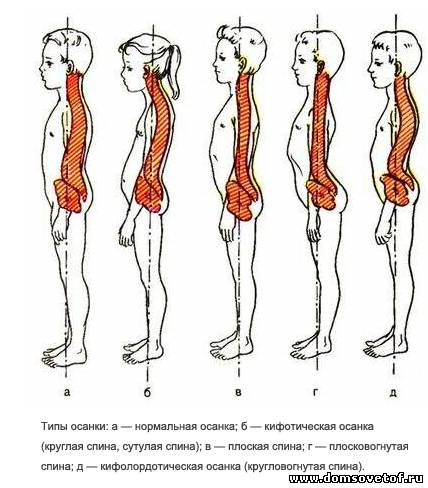 а б в г д
Типы осанки: а — нормальная осанка; б — кифотическая осанка
(круглая спина, сутулая спина); в — плоская спина; г — плосковогнутая
спина; д — кифолордотическая осанка (кругловогнутая спина).
www.domsovetof.ru